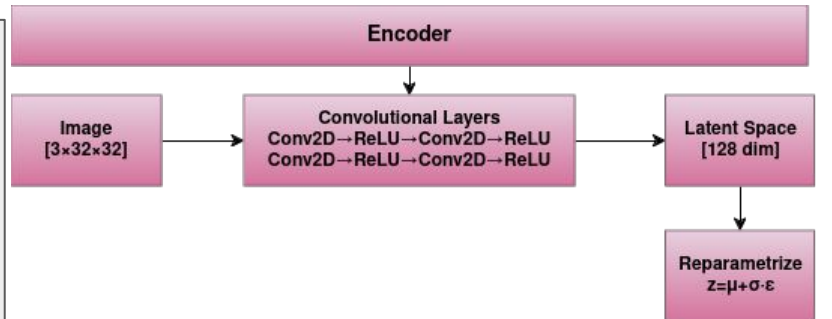 Encoder
Image
[3×32×32]
Convolutional Layers
Conv2D→ReLU→Conv2D→ReLU
Conv2D→ReLU→Conv2D→ReLU
Latent Space
[128 dim]
Reparametrize
z=μ+σ·ε